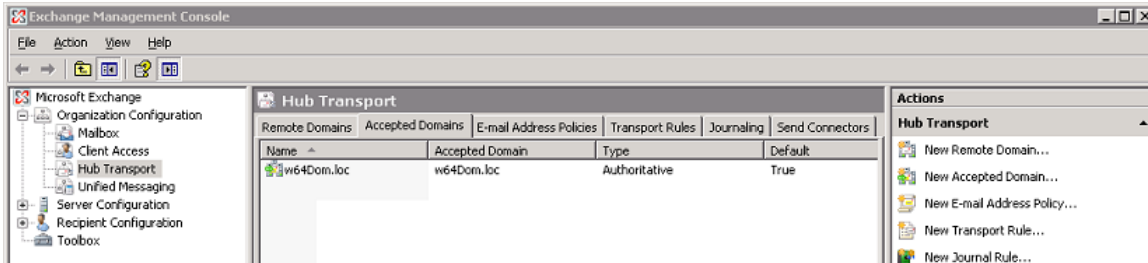 Exchange Management Console
File Action View Help
Microsoft Exchange
Organization Configuration
Mailbox
Client Access
Hub Transport
Unified Messaging
Server Configuration
Recipient Configuration
Toolbox
Hub Transport
Remote Domains Accepted Domains E-mail Address Policies Transport Rules Journaling Send Connectors
Name Accepted Domain Type Default
w64Dom.loc w64Dom.loc Authoritative True
Actions
Hub Transport
New Remote Domain...
New Accepted Domain...
New E-mail Address Policy...
New Transport Rule...
New Journal Rule...